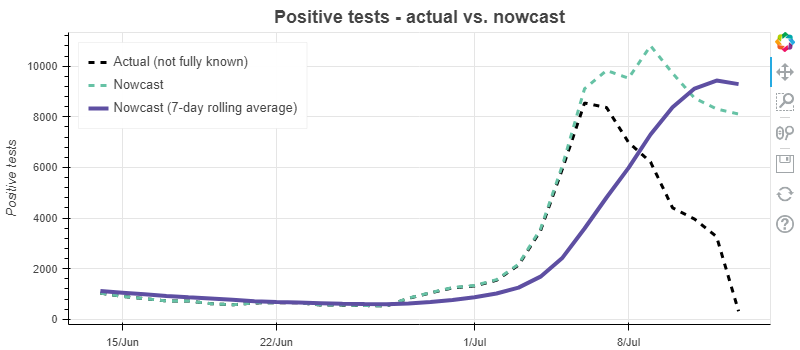 Positive tests - actual vs. nowcast
Actual (not fully known)
Nowcast
Nowcast (7-day rolling average)
Positive tests
10000
8000
6000
4000
2000
0
15/Jun
22/Jun
1/Jul
8/Jul